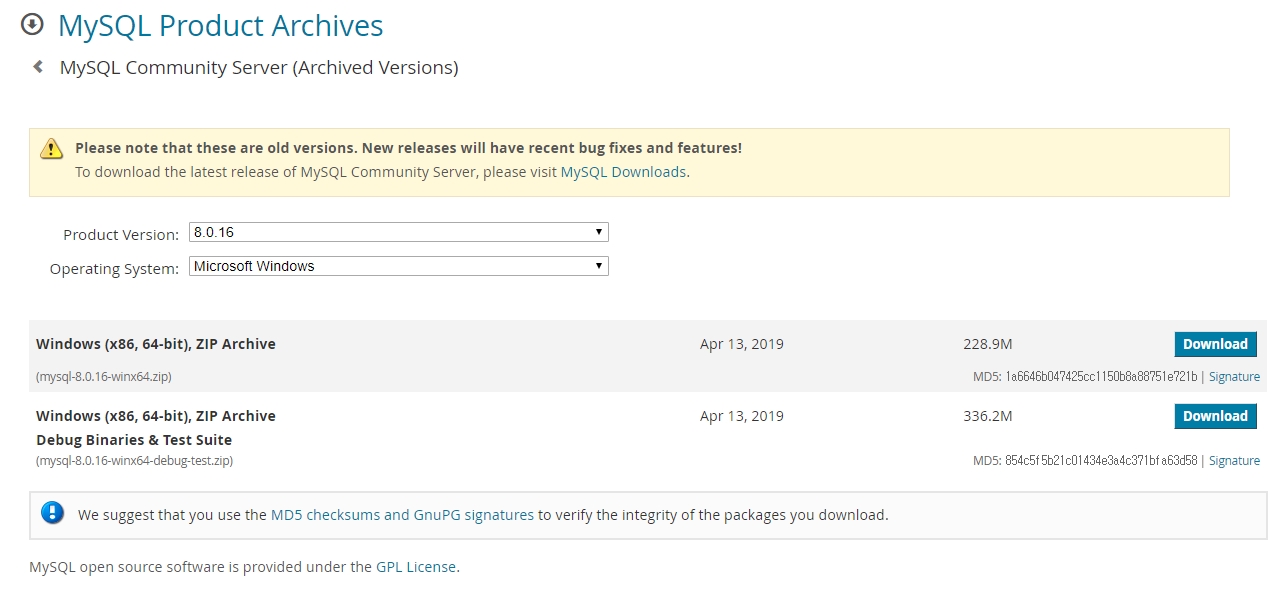 MySQL Product Archives
MySQL Community Server (Archived Versions)
Please note that these are old versions. New releases will have recent bug fixes and features!
To download the latest release of MySQL Community Server, please visit MySQL Downloads.
Product Version: 8.0.16
Operating System: Microsoft Windows
Windows (x86, 64-bit), ZIP Archive Apr 13, 2019 228.9M Download
(mysql-8.0.16-winx64.zip) MD5: 1a6646b047425cc1150b8a88751e721b | Signature
Windows (x86, 64-bit), ZIP Archive Apr 13, 2019 336.2M Download
Debug Binaries & Test Suite
(mysql-8.0.16-winx64-debug-test.zip) MD5: 854c5f5b21c01434e3a4c371bfa63d58 | Signature
We suggest that you use the MD5 checksums and GnuPG signatures to verify the integrity of the packages you download.
MySQL open source software is provided under the GPL License.